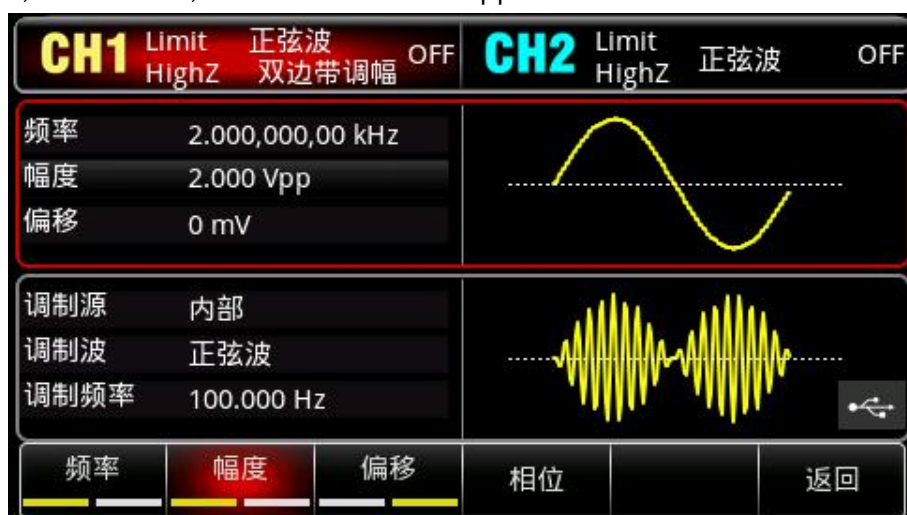 CH1 Limit 正弦波 OFF CH2 Limit 正弦波 OFF
HighZ 双边带调幅 HighZ
频率 2.000,000,00 kHz
幅度 2.000 Vpp
偏移 0 mV
调制源 内部
调制波 正弦波
调制频率 100.000 Hz
频率 幅度 偏移 相位 返回